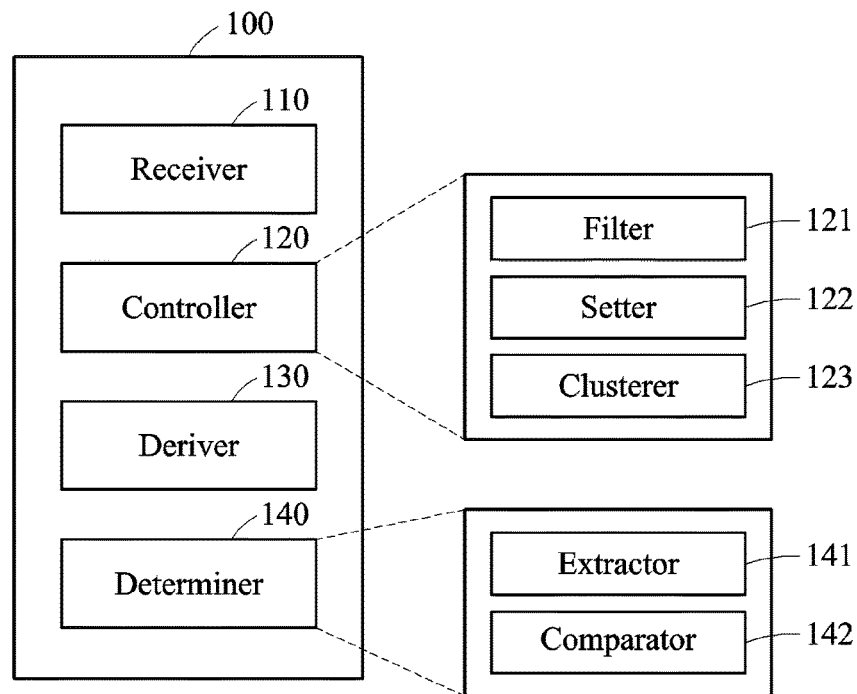 100
110
Receiver
120
Controller
130
Deriver
140
Determiner
Filter
121
Setter
122
Clusterer
123
Extractor
141
Comparator
142